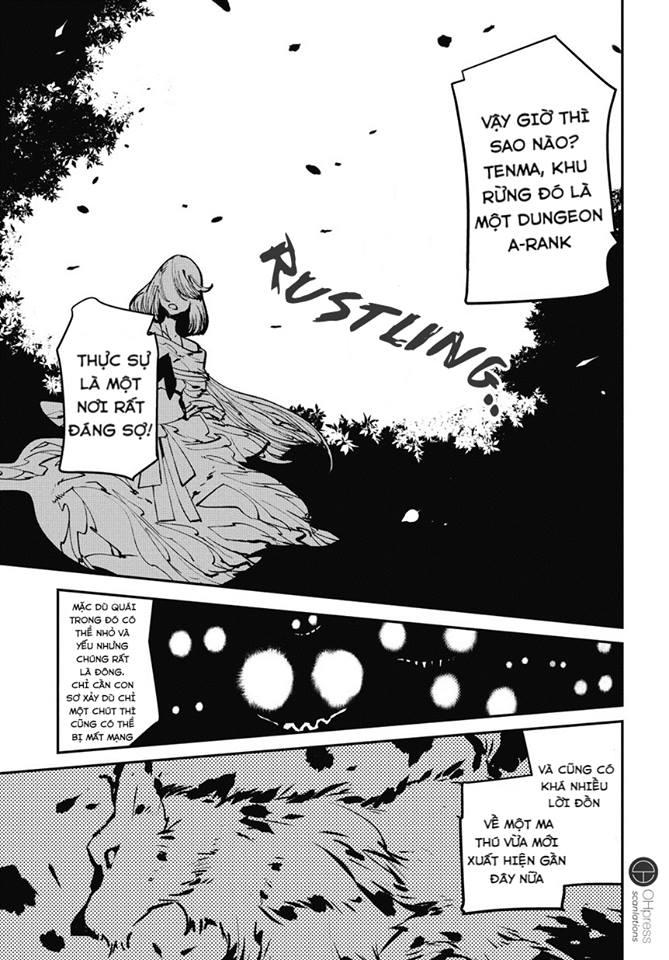 VẬY GIỜ THÌ
SAO NÀO?
TENMA, KHU
RỪNG ĐÓ LÀ
MỘT DUNGEON
A-RANK
RUSTLING..
THỰC SỰ
LÀ MỘT
NƠI RẤT
ĐÁNG SỢ!
MẶC DÙ QUÁI
TRONG ĐÓ CÓ
THỂ NHỎ VÀ
YẾU NHƯNG
CHÚNG RẤT
LÀ ĐÔNG.
CHỈ CẦN CON
SƠ XẢY DÙ CHỈ
MỘT CHÚT THÌ
CŨNG CÓ THỂ
BỊ MẤT MẠNG
VÀ CŨNG CÓ
KHÁ NHIỀU
LỜI ĐỒN
VỀ MỘT MA
THÚ VỪA MỚI
XUẤT HIỆN GẦN
ĐÂY NỮA
OHpress
scanlations